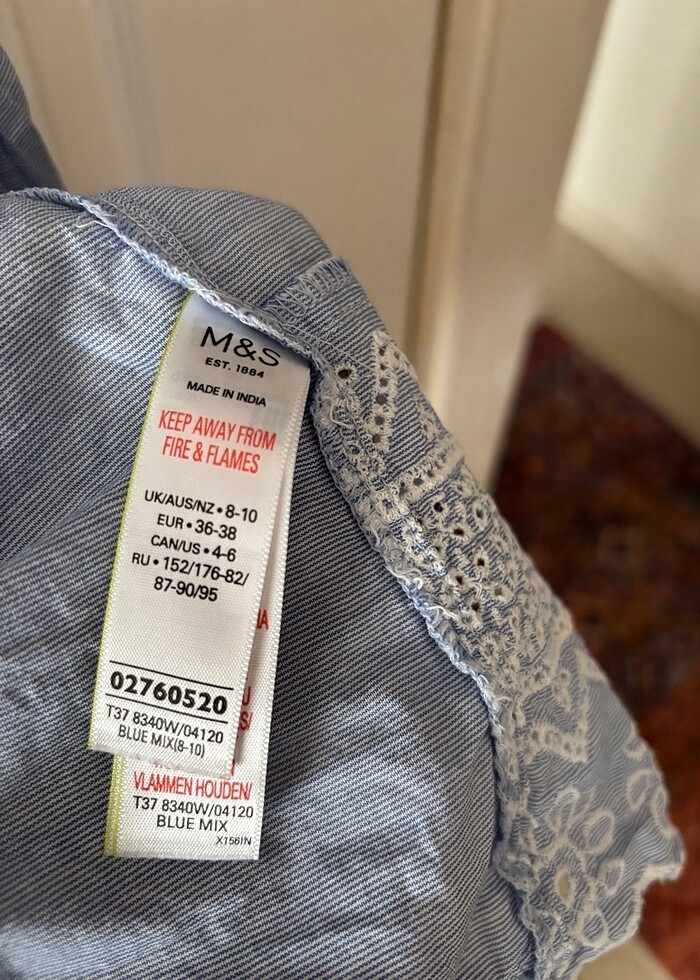 M&S
EST. 1884
MADE IN INDIA
KEEP AWAY FROM
FIRE & FLAMES
UK/AUS/NZ • 8-10
EUR • 36-38
CAN/US • 4-6
RU • 152/176-82/
87-90/95
02760520
T37 8340W/04120
BLUE MIX(8-10)
VLAMMEN HOUDEN/
T37 8340W/04120
BLUE MIX
X156IN